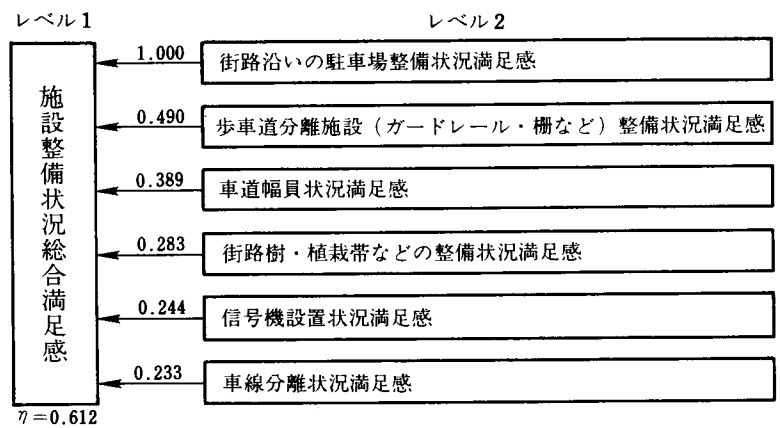 レベル1
レベル2
施設整備状況総合満足感
1.000
街路沿いの駐車場整備状況満足感
0.490
歩車道分離施設(ガードレール・柵など)整備状況満足感
0.389
車道幅員状況満足感
0.283
街路樹・植栽帯などの整備状況満足感
0.244
信号機設置状況満足感
0.233
車線分離状況満足感
η=0.612